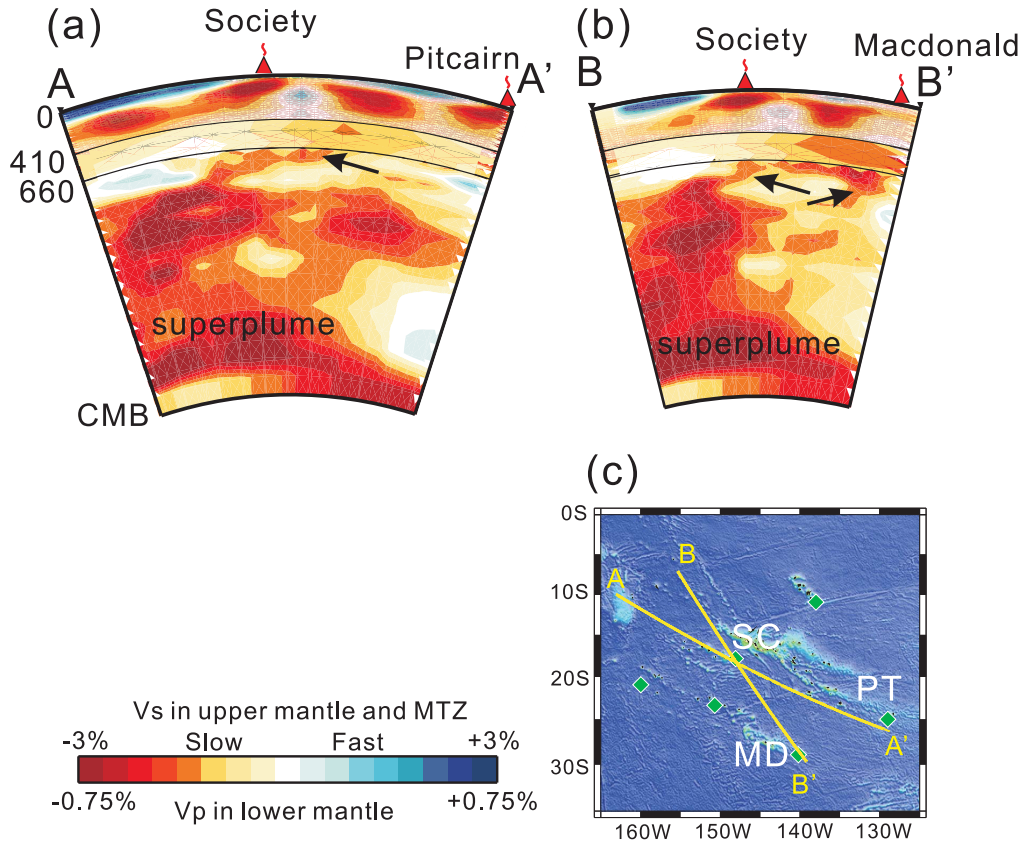 (a)
Society
Pitcairn
A
A'
0
410
660
superplume
CMB
(b)
Society
Macdonald
B
B'
superplume
(c)
0S
10S
20S
30S
A
B
SC
PT
A'
MD
B'
160W
150W
140W
130W
Vs in upper mantle and MTZ
-3%
Slow
Fast
+3%
-0.75%
Vp in lower mantle
+0.75%